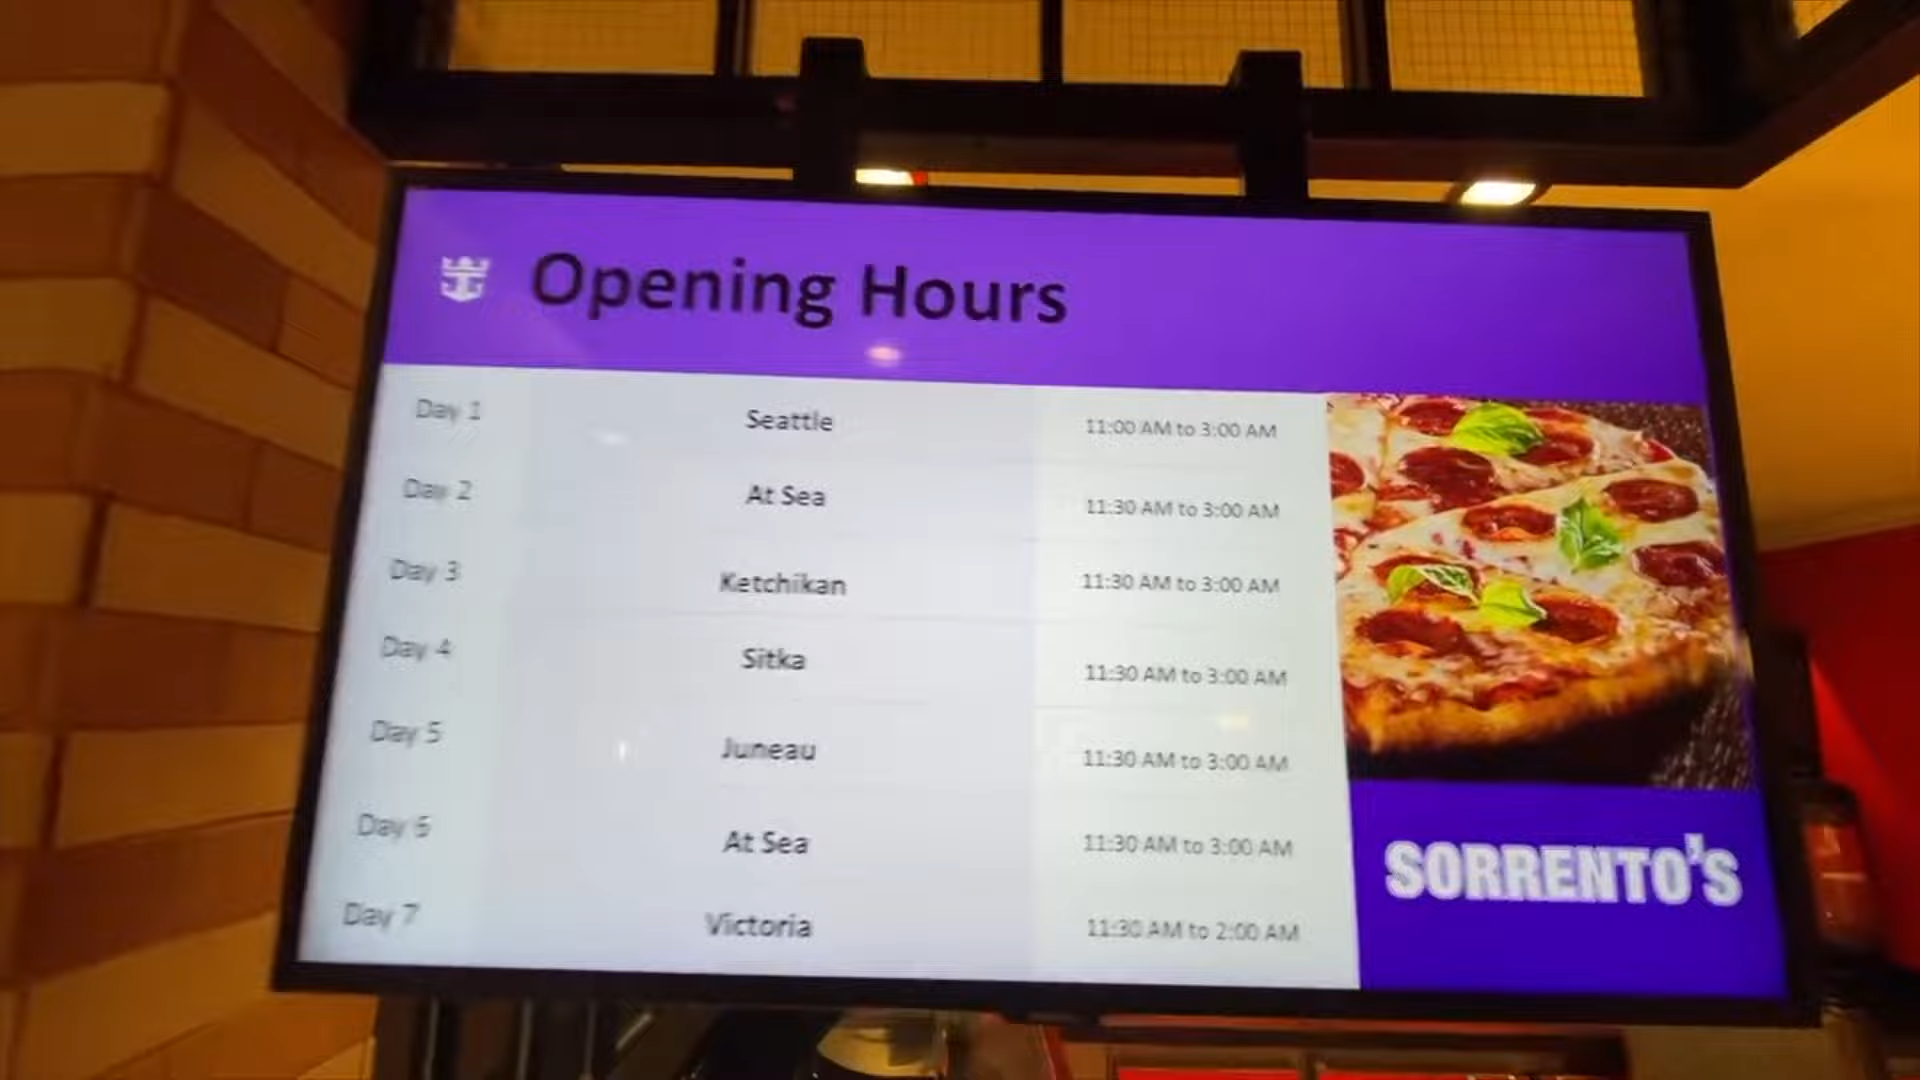 Opening Hours
Day 1 Seattle 11:00 AM to 3:00 AM
Day 2 At Sea 11:30 AM to 3:00 AM
Day 3 Ketchikan 11:30 AM to 3:00 AM
Day 4 Sitka 11:30 AM to 3:00 AM
Day 5 Juneau 11:30 AM to 3:00 AM
Day 6 At Sea 11:30 AM to 3:00 AM
Day 7 Victoria 11:30 AM to 2:00 AM
SORRENTO'S